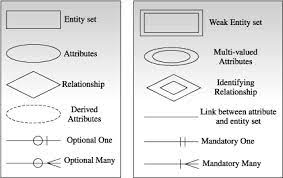 Entity set
Attributes
Relationship
Derived
Attributes
Optional One
Optional Many
Weak Entity set
Multi-valued
Attributes
Identifying
Relationship
Link between attribute
and entity set
Mandatory One
Mandatory Many